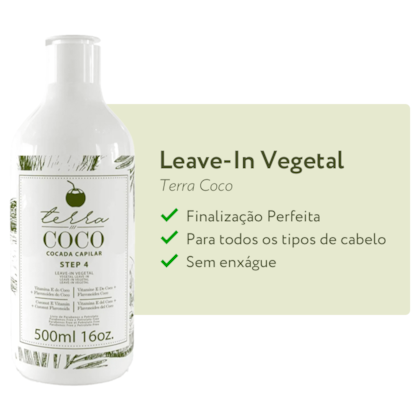 terra
COCO
COCADA CAPILAR
STEP 4
LEAVE-IN VEGETAL
500ml 16oz.
Leave-In Vegetal
Terra Coco
Finalização Perfeita
Para todos os tipos de cabelo
Sem enxágue